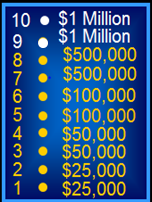 10 • $1 Million
9 • $1 Million
8 • $500,000
7 • $500,000
6 • $100,000
5 • $100,000
4 • $50,000
3 • $50,000
2 • $25,000
1 • $25,000